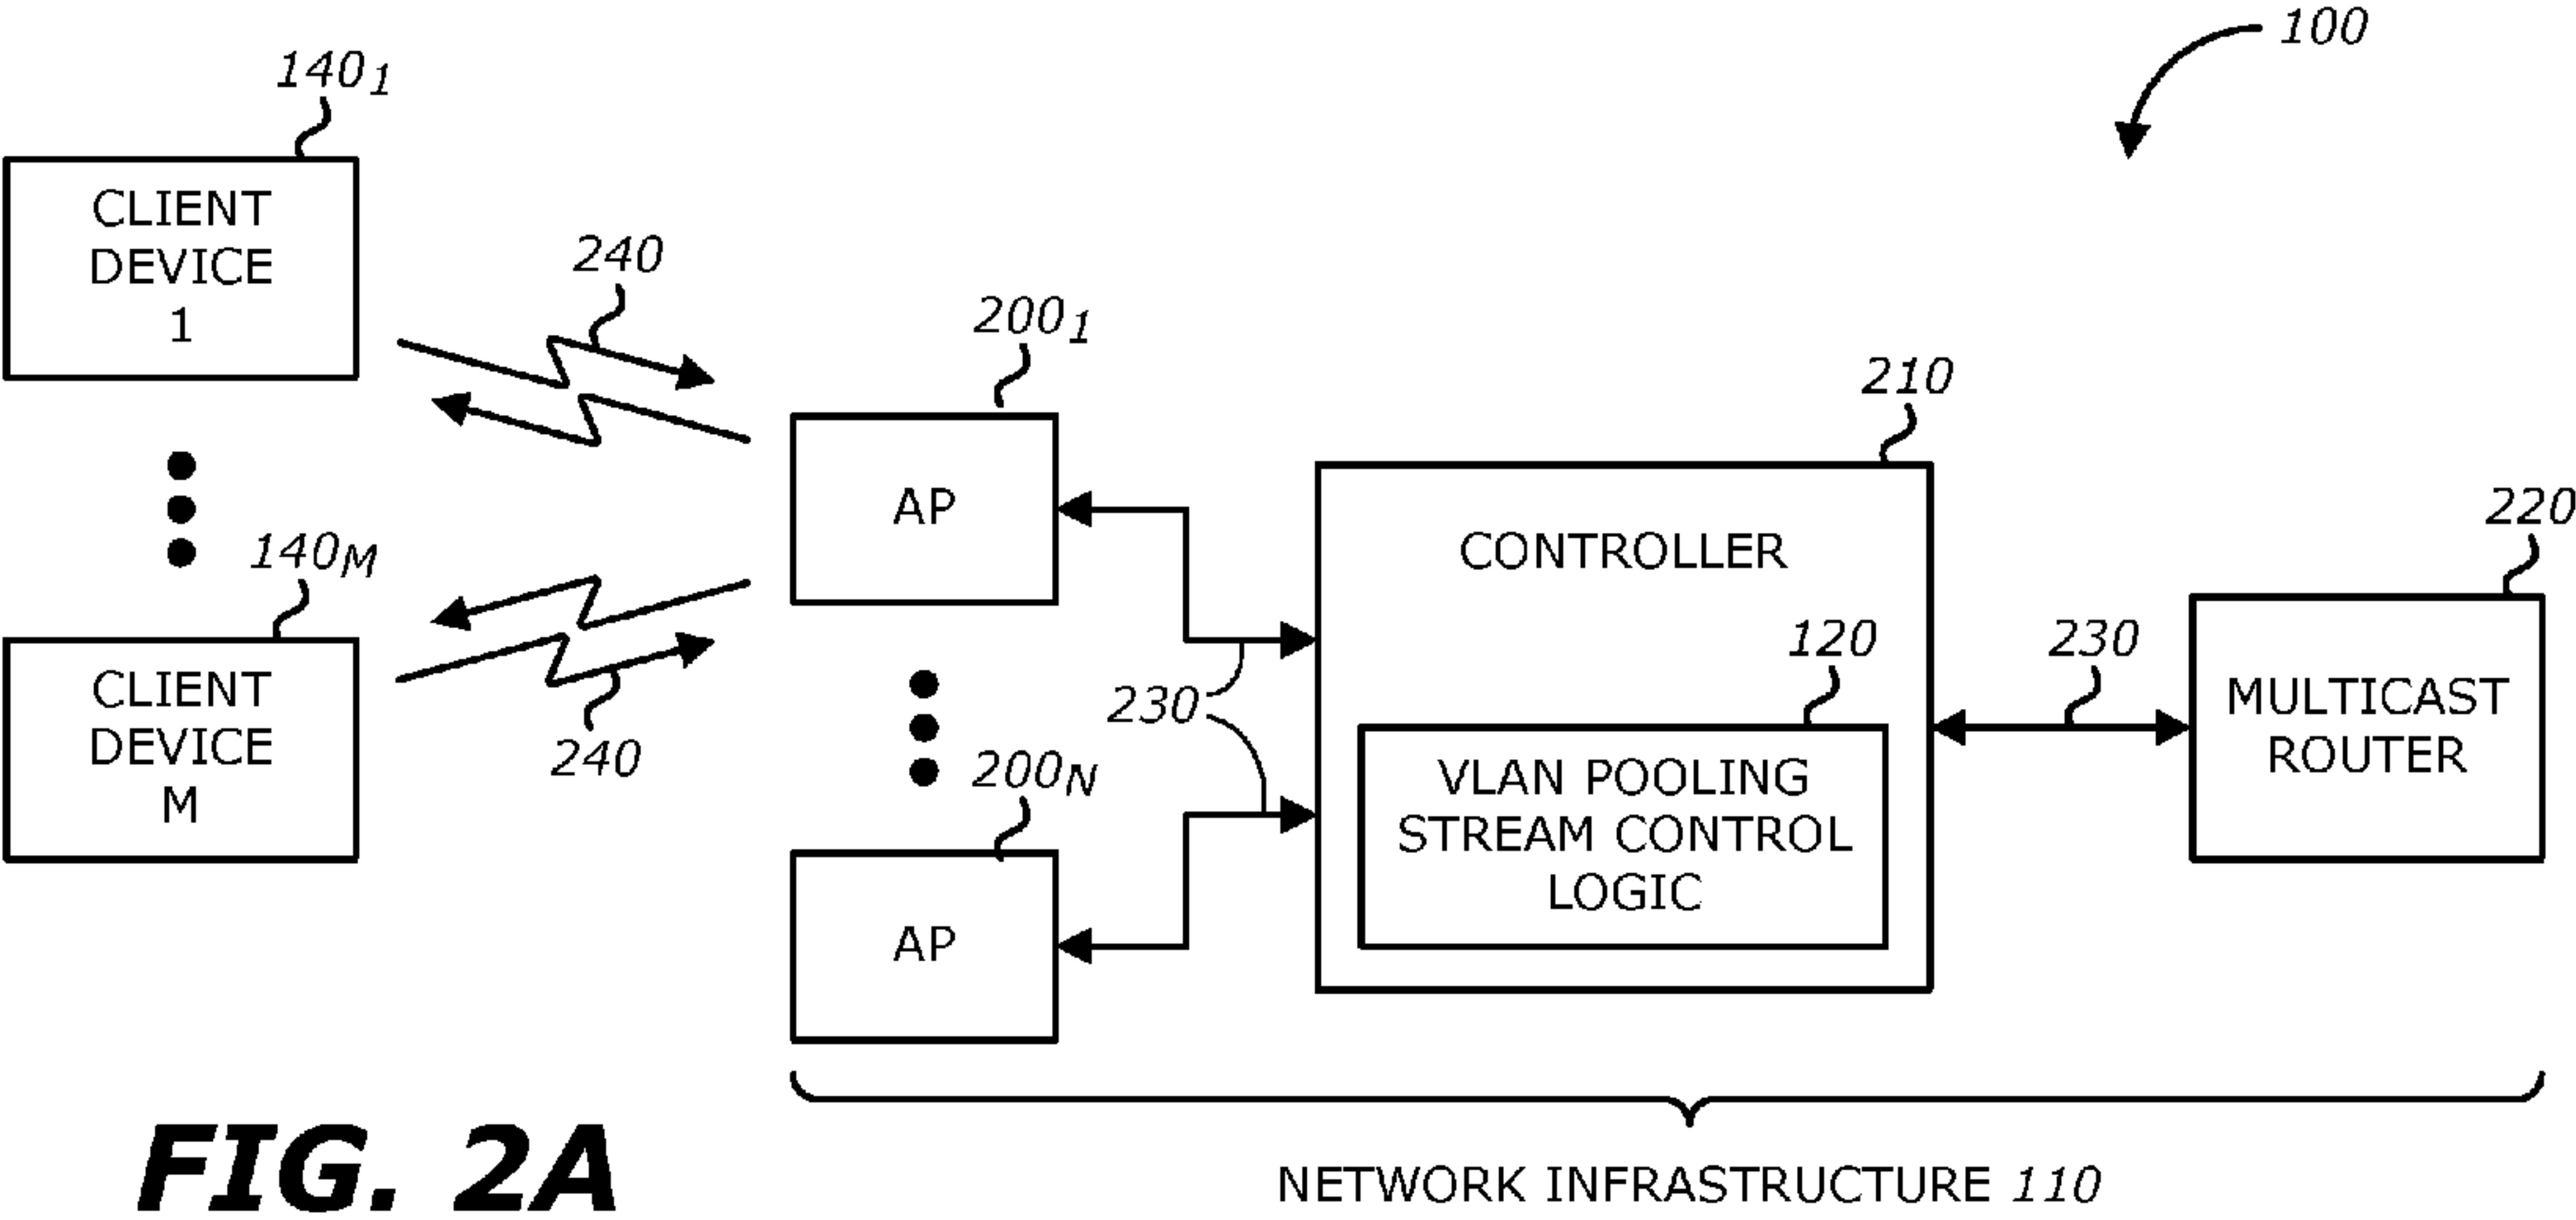 100
140₁
CLIENT
DEVICE
1
240
200₁
AP
210
CONTROLLER
220
MULTICAST
ROUTER
140M
CLIENT
DEVICE
M
240
230
120
VLAN POOLING
STREAM CONTROL
LOGIC
230
200N
AP
NETWORK INFRASTRUCTURE 110
FIG. 2A